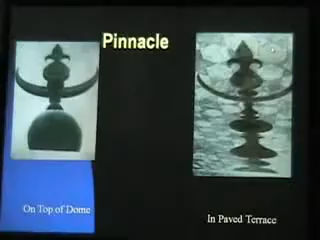 Pinnacle
On Top of Dome
In Paved Terrace